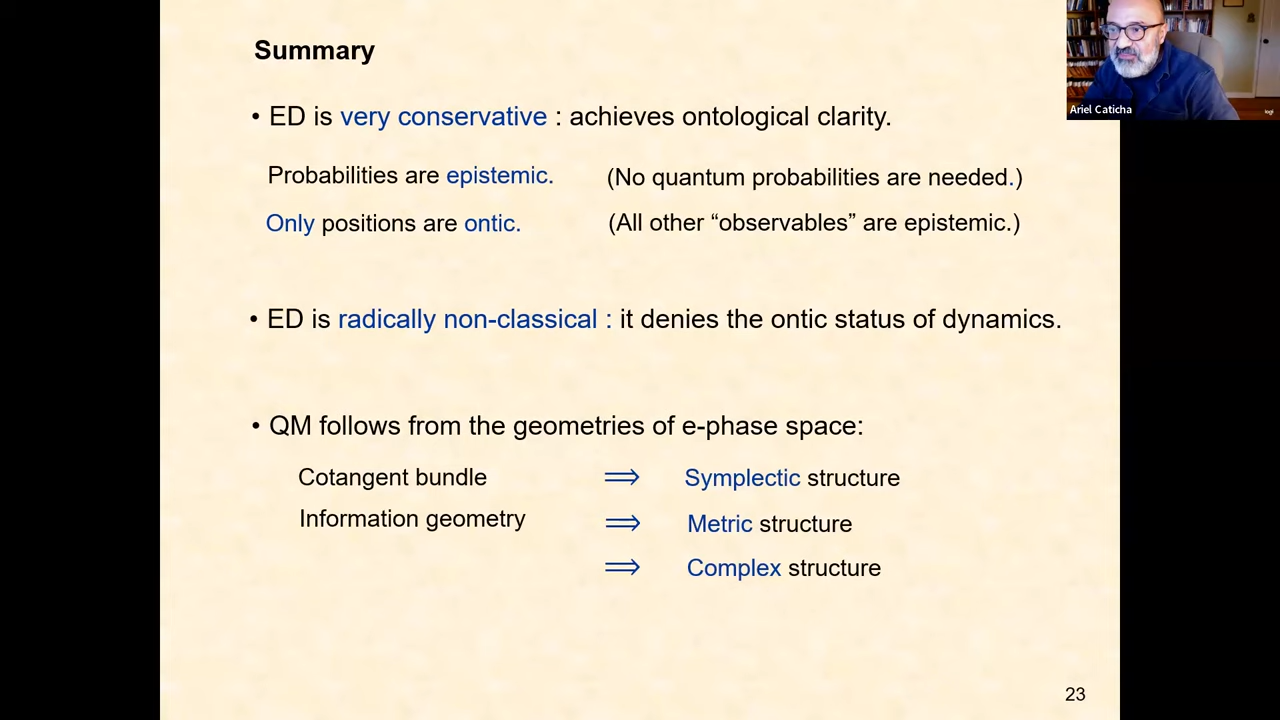 Summary
• ED is very conservative : achieves ontological clarity.
Probabilities are epistemic. (No quantum probabilities are needed.)
Only positions are ontic. (All other “observables” are epistemic.)
• ED is radically non-classical : it denies the ontic status of dynamics.
• QM follows from the geometries of e-phase space:
Cotangent bundle ⟹ Symplectic structure
Information geometry ⟹ Metric structure
⟹ Complex structure
23
Ariel Caticha
logi